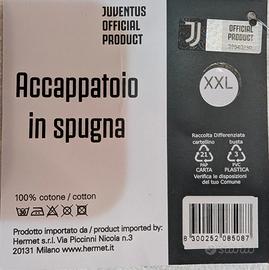 JUVENTUS
OFFICIAL
PRODUCT
OFFICIAL
PRODUCT
XXL
Accappatoio
in spugna
Raccolta Differenziata
cartellino
busta
21
3
PAP
PVC
CARTA
PLASTICA
Verifica le disposizioni
del tuo Comune
100% cotone / cotton
Prodotto importato da / product imported by:
Hermet s.r.l. Via Piccinni Nicola n.3
20131 Milano www.hermet.it
8 300252 085087